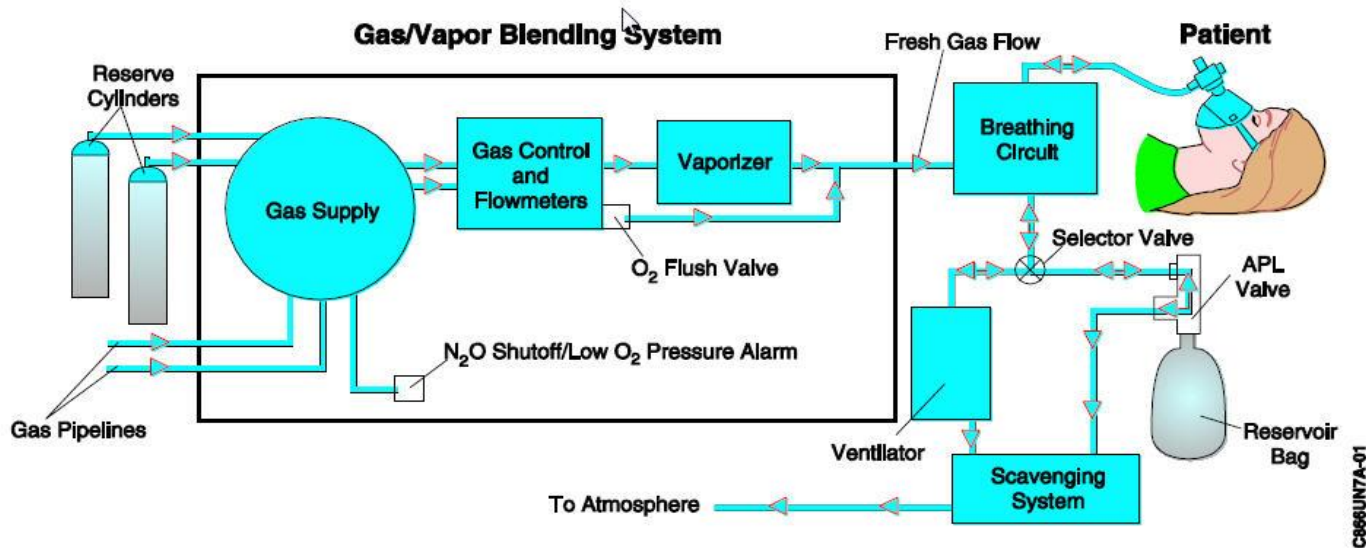 Gas/Vapor Blending System
Fresh Gas Flow
Patient
Reserve
Cylinders
Breathing
Circuit
Gas Control
and
Flowmeters
Vaporizer
Gas Supply
O₂ Flush Valve
Selector Valve
APL
Valve
N₂O Shutoff/Low O₂ Pressure Alarm
Gas Pipelines
Ventilator
Reservoir
Bag
Scavenging
System
To Atmosphere
C866UN7A-01